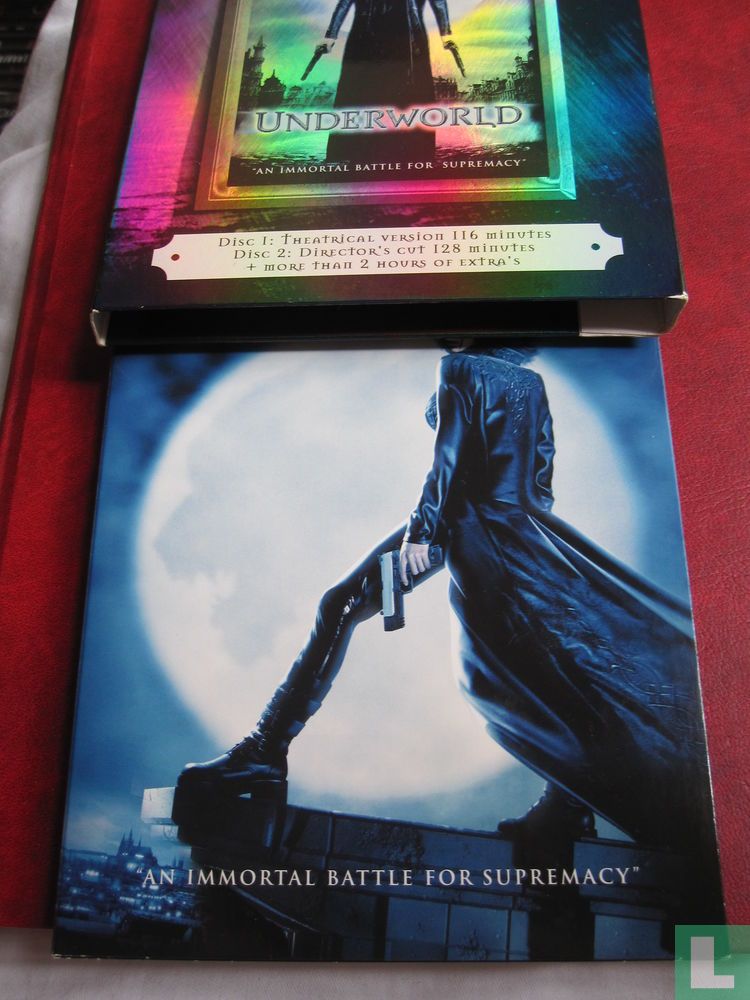 UNDERWORLD
"AN IMMORTAL BATTLE FOR SUPREMACY"
DISC 1: THEATRICAL VERSION 116 MINUTES
DISC 2: DIRECTOR'S CUT 128 MINUTES
+ MORE THAN 2 HOURS OF EXTRA'S
"AN IMMORTAL BATTLE FOR SUPREMACY"
L